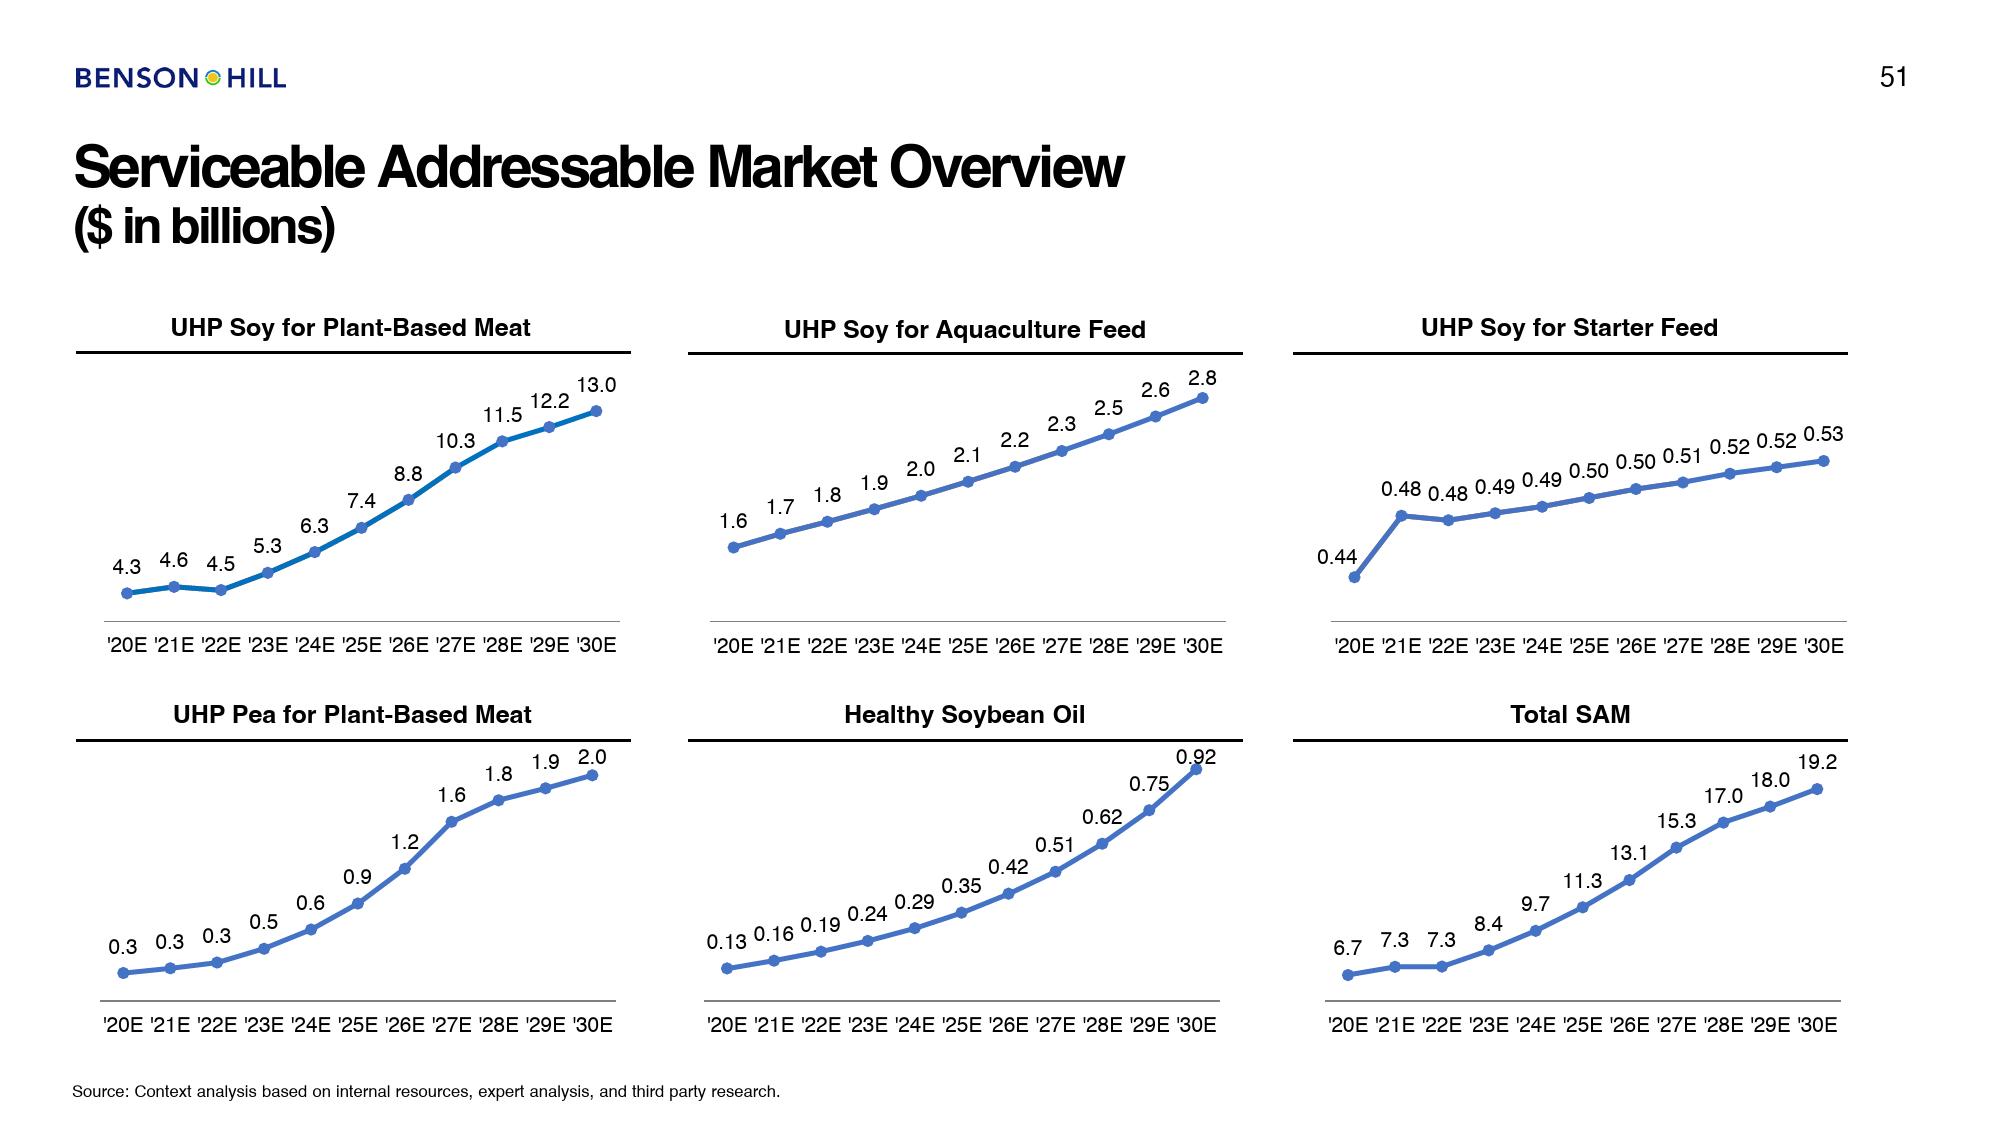 BENSON HILL
51
Serviceable Addressable Market Overview
($ in billions)
UHP Soy for Plant-Based Meat
4.3 4.6 4.5 5.3 6.3 7.4 8.8 10.3 11.5 12.2 13.0
'20E '21E '22E '23E '24E '25E '26E '27E '28E '29E '30E
UHP Soy for Aquaculture Feed
1.6 1.7 1.8 1.9 2.0 2.1 2.2 2.3 2.5 2.6 2.8
'20E '21E '22E '23E '24E '25E '26E '27E '28E '29E '30E
UHP Soy for Starter Feed
0.44 0.48 0.48 0.49 0.49 0.50 0.50 0.51 0.52 0.52 0.53
'20E '21E '22E '23E '24E '25E '26E '27E '28E '29E '30E
UHP Pea for Plant-Based Meat
0.3 0.3 0.3 0.5 0.6 0.9 1.2 1.6 1.8 1.9 2.0
'20E '21E '22E '23E '24E '25E '26E '27E '28E '29E '30E
Healthy Soybean Oil
0.13 0.16 0.19 0.24 0.29 0.35 0.42 0.51 0.62 0.75 0.92
'20E '21E '22E '23E '24E '25E '26E '27E '28E '29E '30E
Total SAM
6.7 7.3 7.3 8.4 9.7 11.3 13.1 15.3 17.0 18.0 19.2
'20E '21E '22E '23E '24E '25E '26E '27E '28E '29E '30E
Source: Context analysis based on internal resources, expert analysis, and third party research.